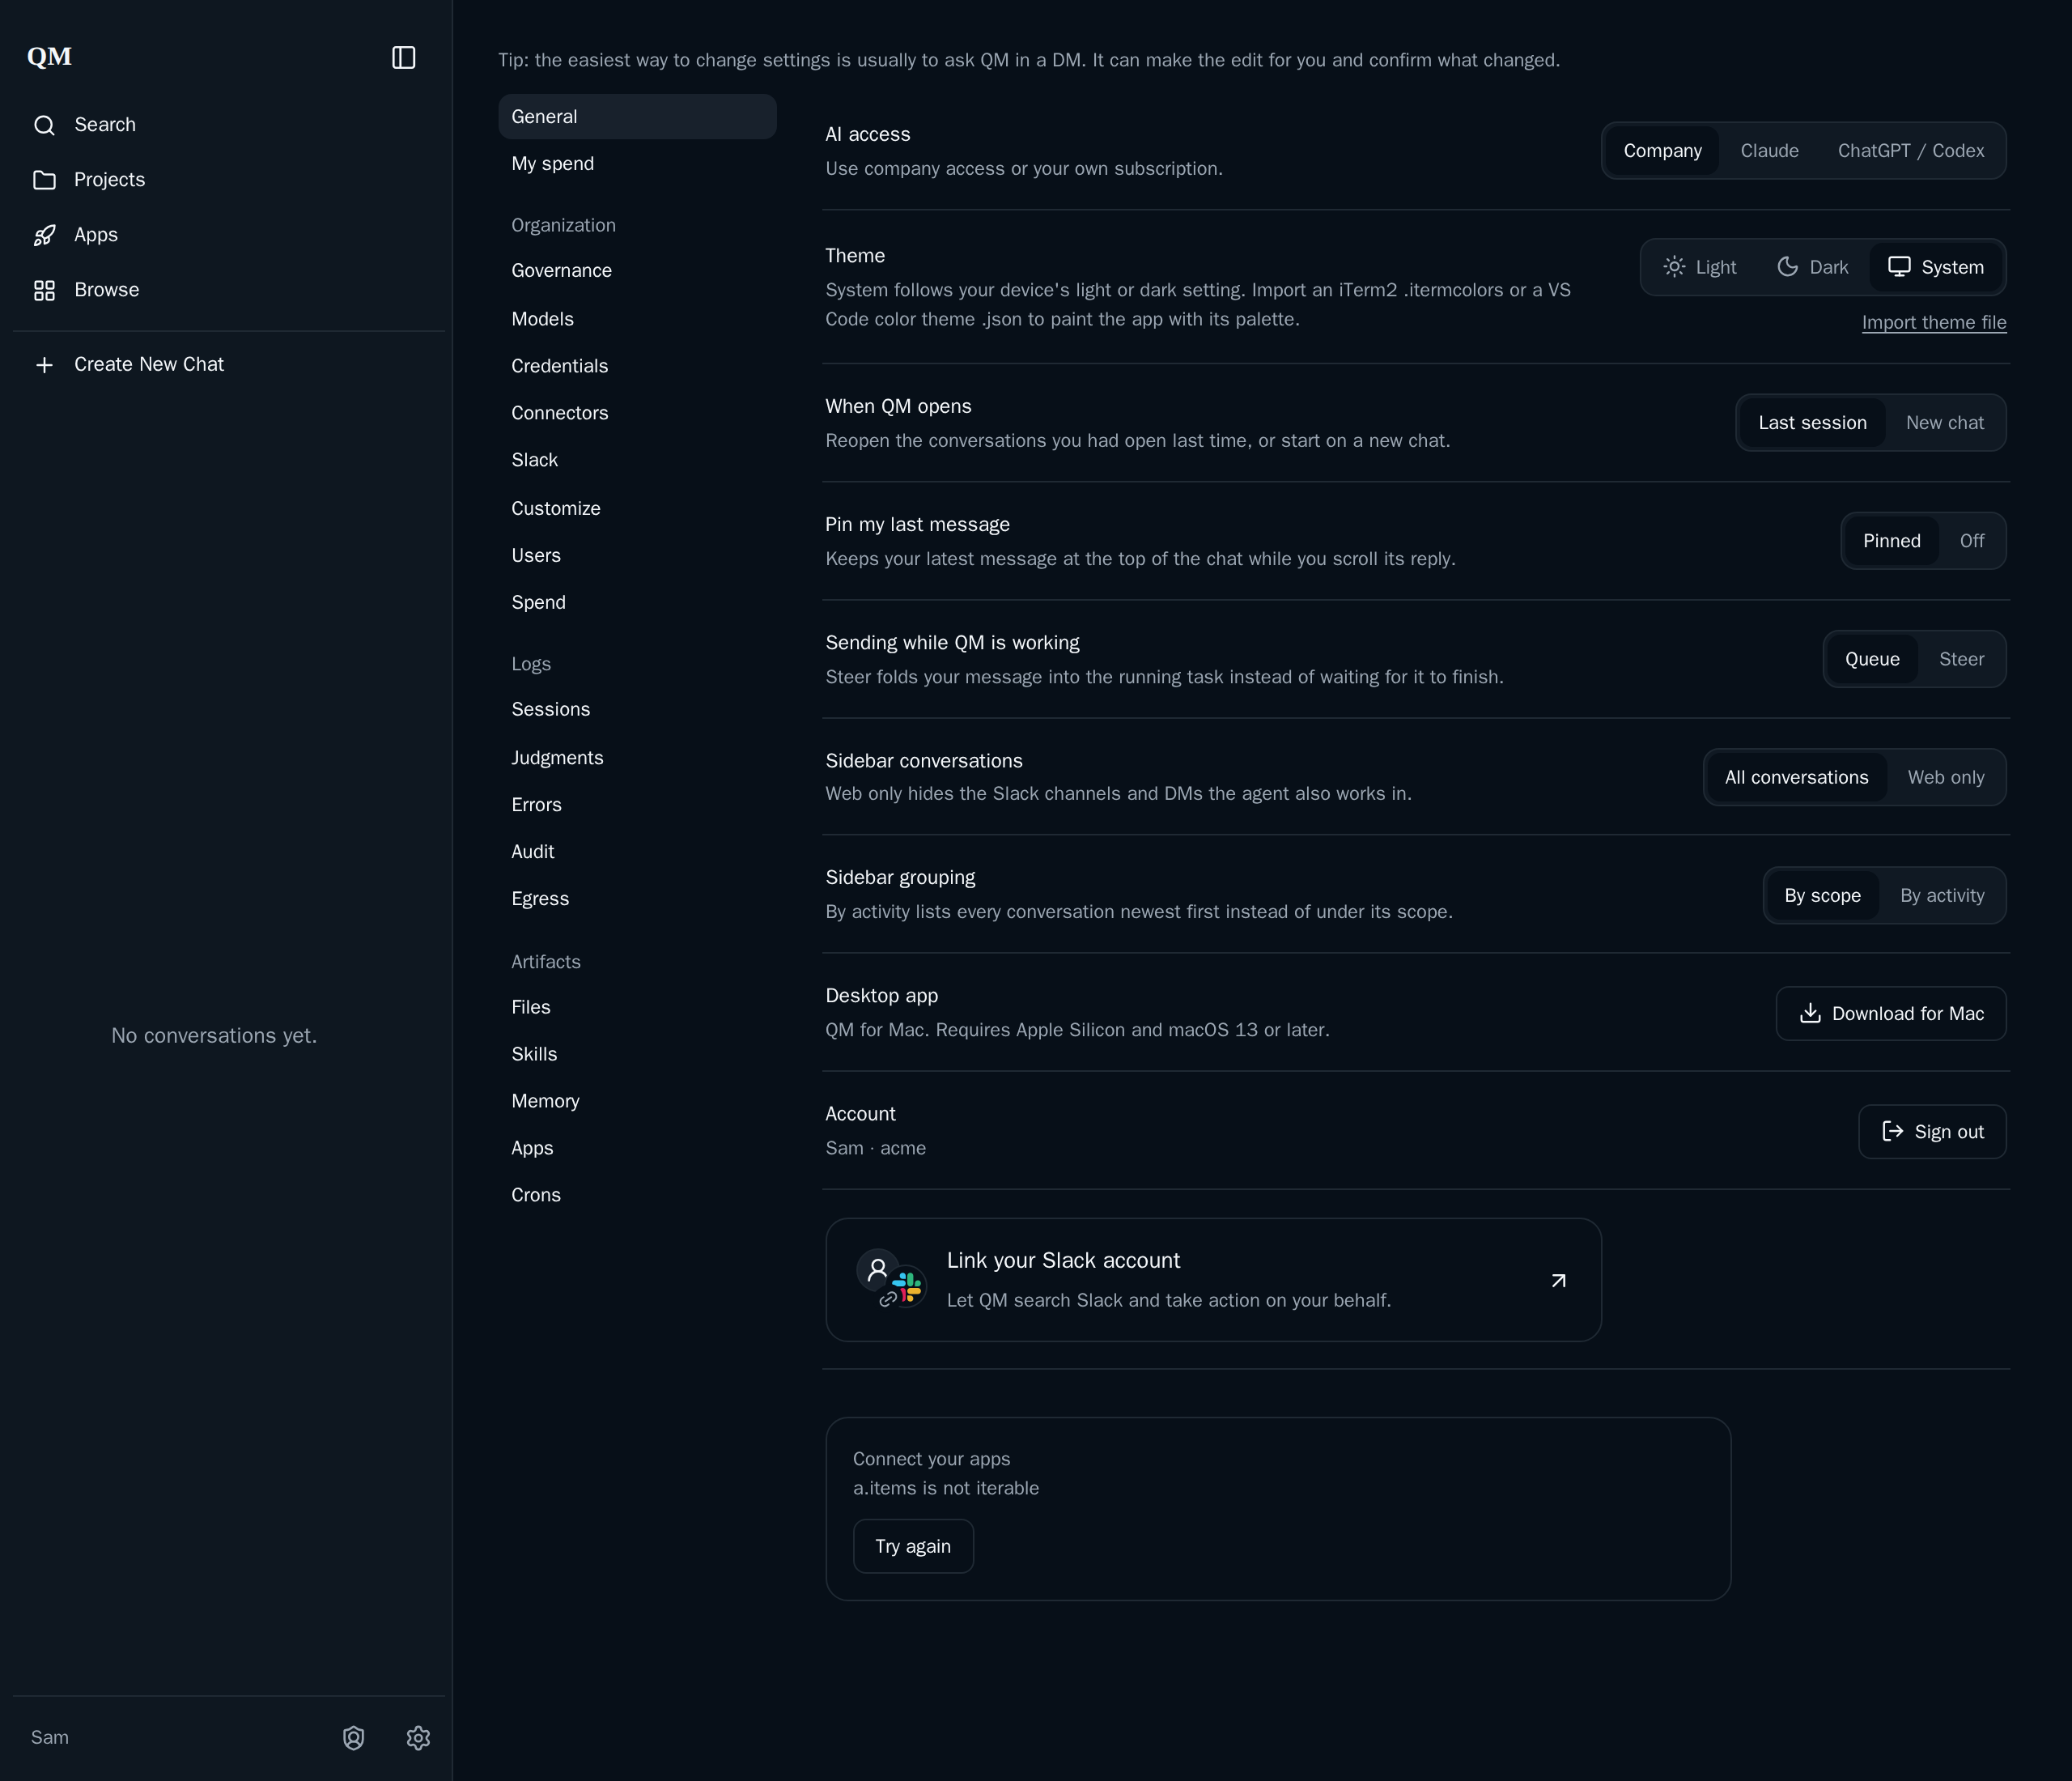 QM
Search
Projects
Apps
Browse
Create New Chat
No conversations yet.
Sam
Tip: the easiest way to change settings is usually to ask QM in a DM. It can make the edit for you and confirm what changed.
General
My spend
Organization
Governance
Models
Credentials
Connectors
Slack
Customize
Users
Spend
Logs
Sessions
Judgments
Errors
Audit
Egress
Artifacts
Files
Skills
Memory
Apps
Crons
AI access
Use company access or your own subscription.
Company Claude ChatGPT / Codex
Theme
System follows your device's light or dark setting. Import an iTerm2 .itermcolors or a VS
Code color theme .json to paint the app with its palette.
Light Dark System
Import theme file
When QM opens
Reopen the conversations you had open last time, or start on a new chat.
Last session New chat
Pin my last message
Keeps your latest message at the top of the chat while you scroll its reply.
Pinned Off
Sending while QM is working
Steer folds your message into the running task instead of waiting for it to finish.
Queue Steer
Sidebar conversations
Web only hides the Slack channels and DMs the agent also works in.
All conversations Web only
Sidebar grouping
By activity lists every conversation newest first instead of under its scope.
By scope By activity
Desktop app
QM for Mac. Requires Apple Silicon and macOS 13 or later.
Download for Mac
Account
Sam · acme
Sign out
Link your Slack account
Let QM search Slack and take action on your behalf.
Connect your apps
a.items is not iterable
Try again